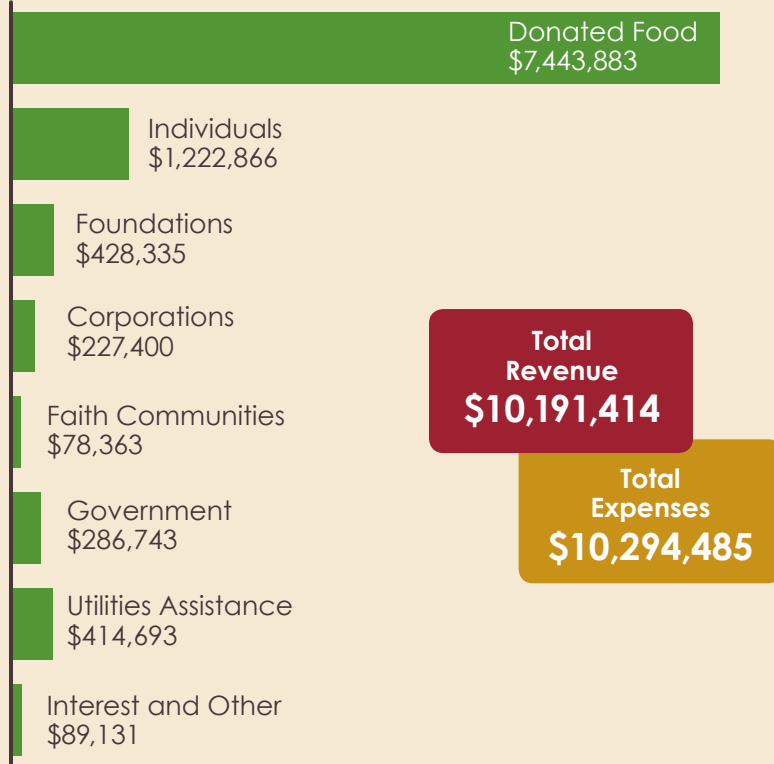 Donated Food
$7,443,883
Individuals
$1,222,866
Foundations
$428,335
Corporations
$227,400
Faith Communities
$78,363
Government
$286,743
Utilities Assistance
$414,693
Interest and Other
$89,131
Total
Revenue
$10,191,414
Total
Expenses
$10,294,485